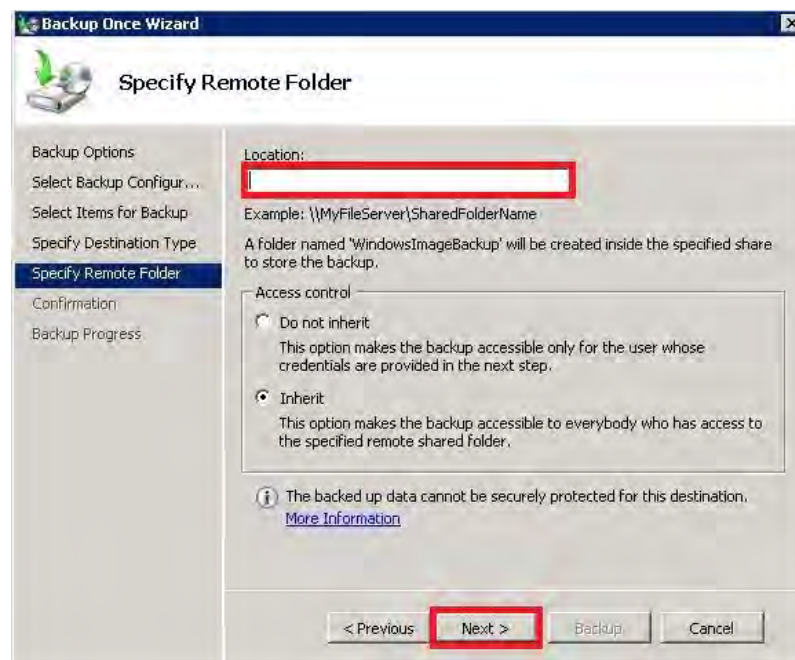 Backup Once Wizard
Specify Remote Folder
Backup Options
Select Backup Configur...
Select Items for Backup
Specify Destination Type
Specify Remote Folder
Confirmation
Backup Progress
Location:
Example: \\MyFileServer\SharedFolderName
A folder named 'WindowsImageBackup' will be created inside the specified share
to store the backup.
Access control
Do not inherit
This option makes the backup accessible only for the user whose
credentials are provided in the next step.
Inherit
This option makes the backup accessible to everybody who has access to
the specified remote shared folder.
The backed up data cannot be securely protected for this destination.
More Information
< Previous
Next >
Backup
Cancel